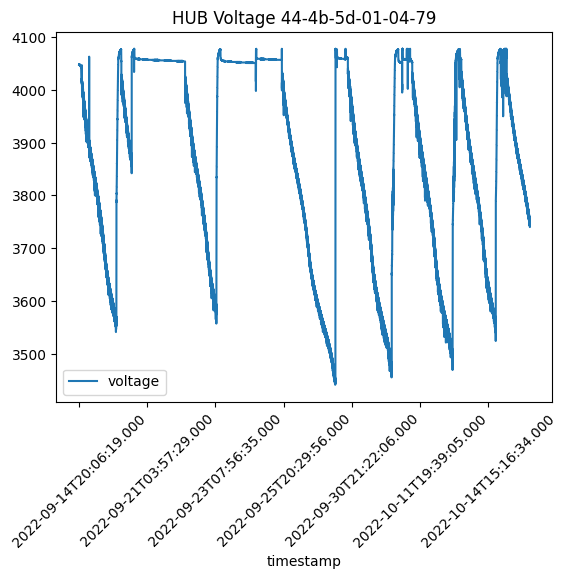 HUB Voltage 44-4b-5d-01-04-79
4100
4000
3900
3800
3700
3600
3500
voltage
2022-09-14T20:06:19.000
2022-09-21T03:57:29.000
2022-09-23T07:56:35.000
2022-09-25T20:29:56.000
2022-09-30T21:22:06.000
2022-10-11T19:39:05.000
2022-10-14T15:16:34.000
timestamp